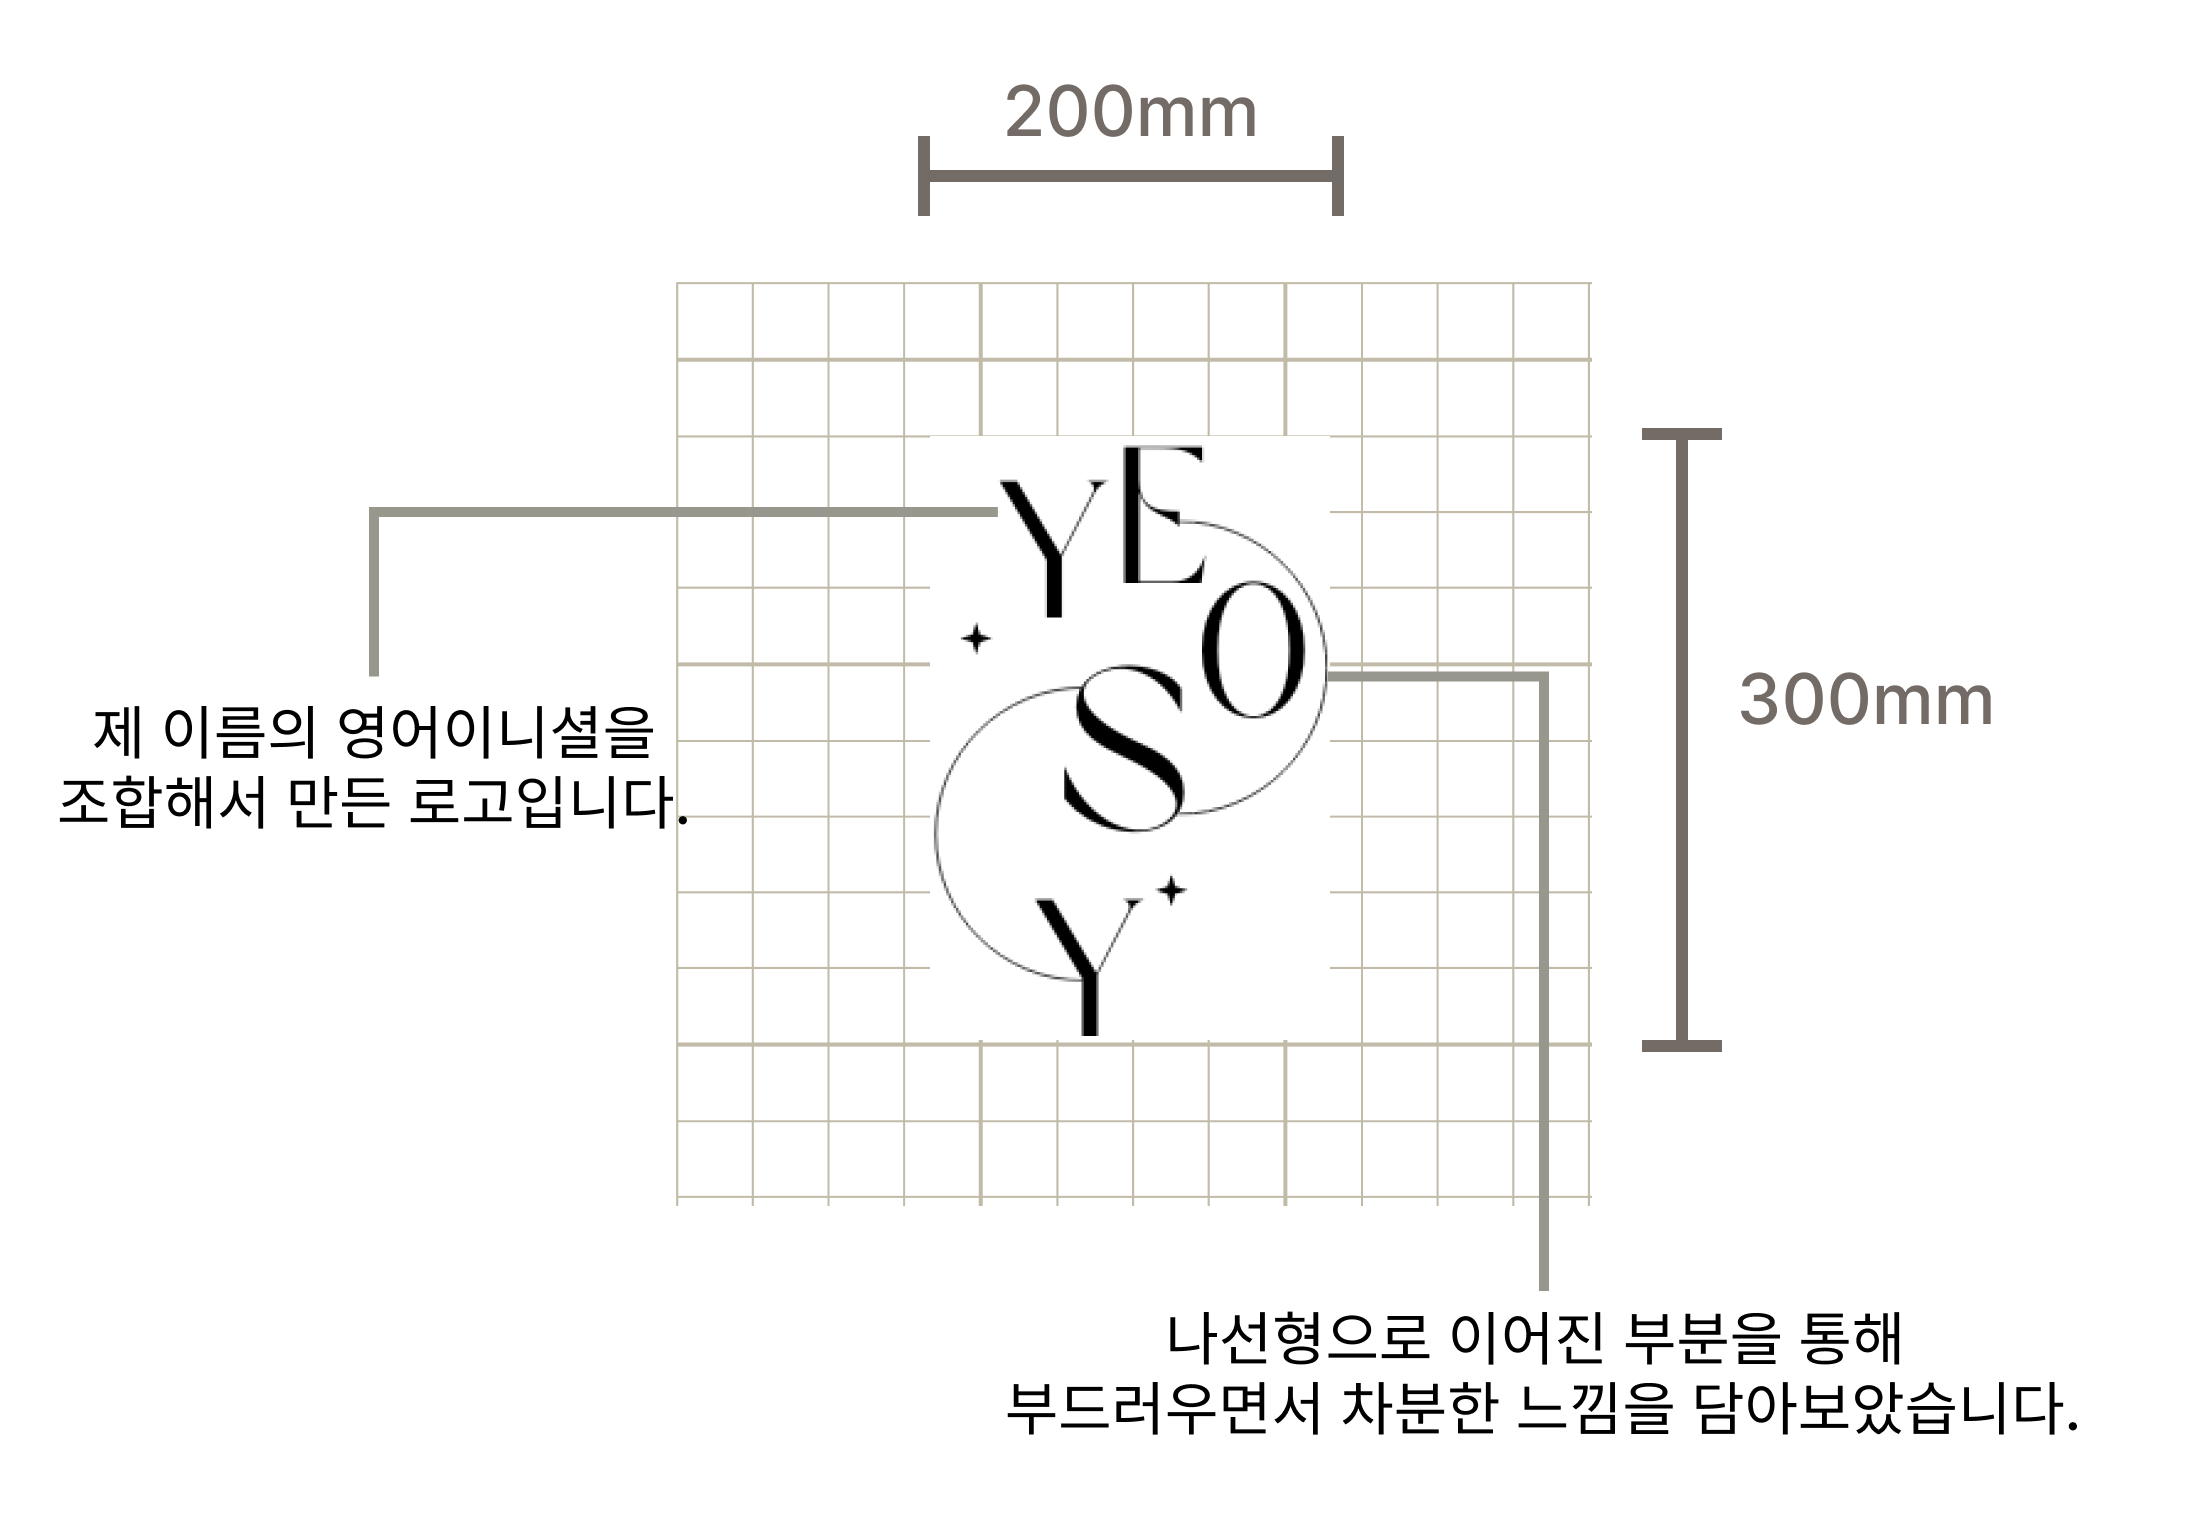 200mm
YE
O
S
Y
300mm
제 이름의 영어이니셜을
조합해서 만든 로고입니다.
나선형으로 이어진 부분을 통해
부드러우면서 차분한 느낌을 담아보았습니다.